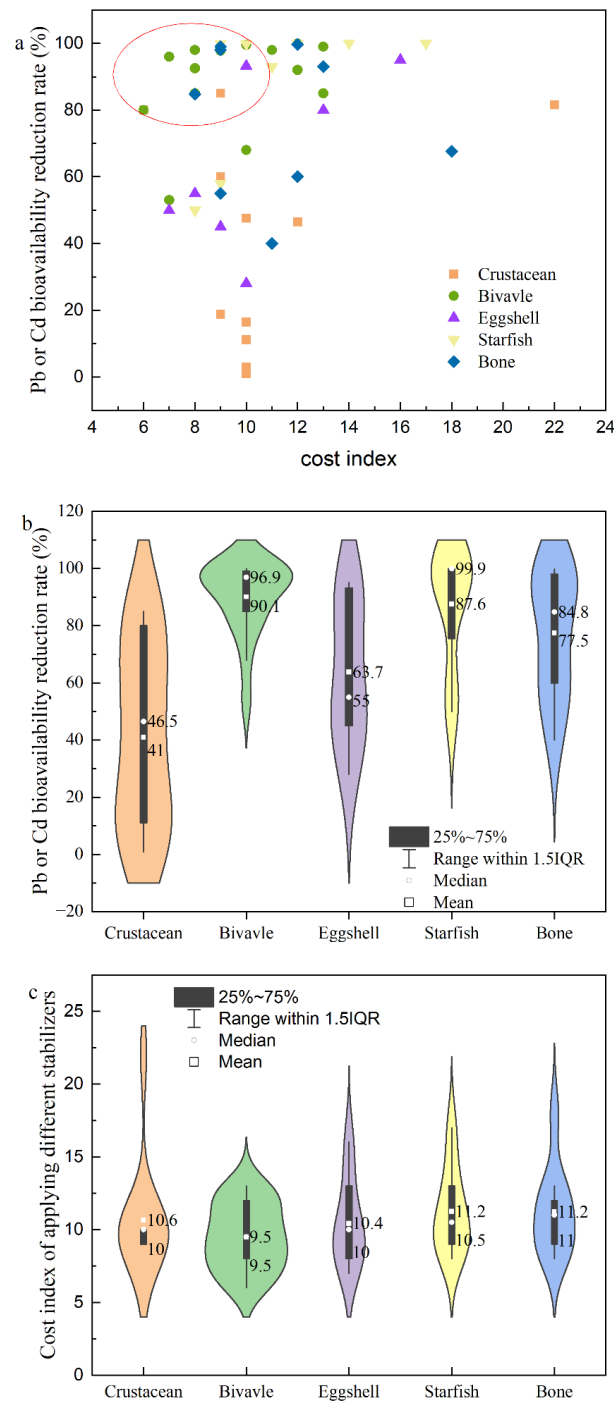 a
Pb or Cd bioavailability reduction rate (%)
100
80
60
40
20
0
Crustacean
Bivavle
Eggshell
Starfish
Bone
4 6 8 10 12 14 16 18 20 22 24
cost index
b
Pb or Cd bioavailability reduction rate (%)
120
100
80
60
40
20
0
−20
46.5
41
96.9
90.1
63.7
55
99.9
87.6
84.8
77.5
25%~75%
Range within 1.5IQR
Median
Mean
Crustacean Bivavle Eggshell Starfish Bone
c
Cost index of applying different stabilizers
25
20
15
10
5
0
25%~75%
Range within 1.5IQR
Median
Mean
10.6
10
9.5
9.5
10.4
10
11.2
10.5
11.2
11
Crustacean Bivavle Eggshell Starfish Bone